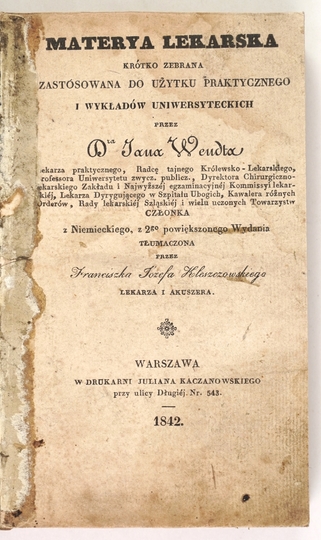 MATERYA LEKARSKA
KRÓTKO ZEBRANA
ZASTÓSOWANA DO UŻYTKU PRAKTYCZNEGO
I WYKŁADÓW UNIWERSYTECKICH
PRZEZ
Dra Jana Wendta
Lekarza praktycznego, Radcę tajnego Królewsko-Lekarskiego,
Professora Uniwersytetu zwycz. publicz., Dyrektora Chirurgiczno-
Lekarskiego Zakładu i Najwyższéj egzaminacyjnéj Kommissyi lekar-
skiéj, Lekarza Dyrygującego w Szpitalu Ubogich, Kawalera różnych
Orderów, Rady lekarskiéj Szląskiéj i wielu uczonych Towarzystw
CZŁONKA
z Niemieckiego, z 2go powiększonego Wydania
TŁUMACZONA
PRZEZ
Franciszka Józefa Kleszczowskiego
LEKARZA I AKUSZERA.
WARSZAWA
W DRUKARNI JULIANA KACZANOWSKIEGO
przy ulicy Długiéj Nr. 543.
1842.